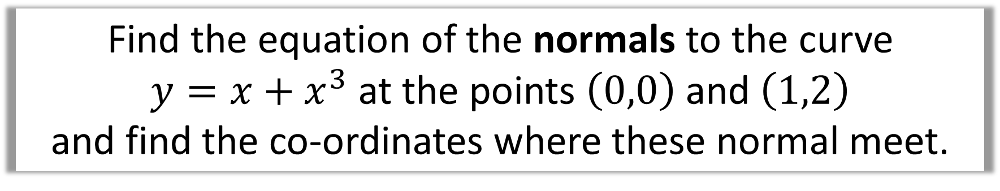 Find the equation of the normals to the curve
𝑦 = 𝑥 + 𝑥³ at the points (0,0) and (1,2)
and find the co-ordinates where these normal meet.